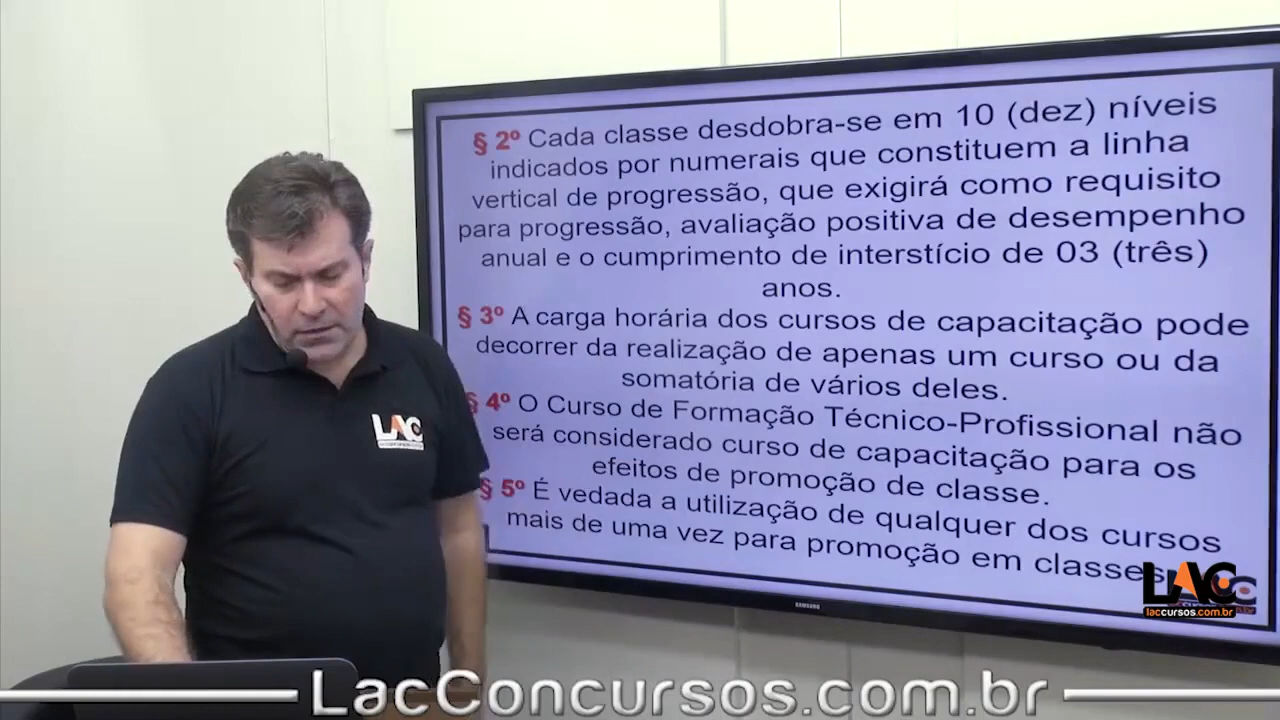 § 2º Cada classe desdobra-se em 10 (dez) níveis
indicados por numerais que constituem a linha
vertical de progressão, que exigirá como requisito
para progressão, avaliação positiva de desempenho
anual e o cumprimento de interstício de 03 (três)
anos.
§ 3º A carga horária dos cursos de capacitação pode
decorrer da realização de apenas um curso ou da
somatória de vários deles.
§ 4º O Curso de Formação Técnico-Profissional não
será considerado curso de capacitação para os
efeitos de promoção de classe.
§ 5º É vedada a utilização de qualquer dos cursos
mais de uma vez para promoção em classes
LAC
LAC
laccursos.com.br
SAMSUNG
LacConcursos.com.br